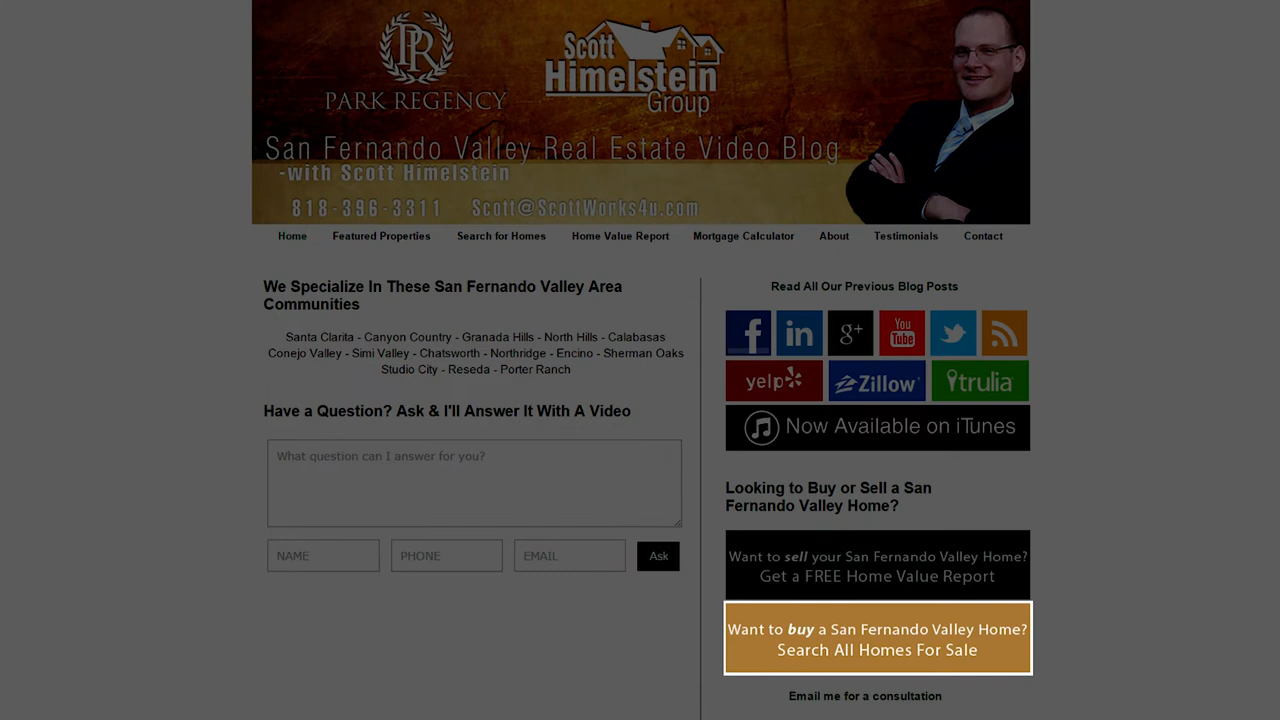 PR
PARK REGENCY
Scott
Himelstein
Group
San Fernando Valley Real Estate Video Blog
-with Scott Himelstein
818-396-3311 Scott@ScottWorks4u.com
Home Featured Properties Search for Homes Home Value Report Mortgage Calculator About Testimonials Contact
We Specialize In These San Fernando Valley Area
Communities
Santa Clarita - Canyon Country - Granada Hills - North Hills - Calabasas
Conejo Valley - Simi Valley - Chatsworth - Northridge - Encino - Sherman Oaks
Studio City - Reseda - Porter Ranch
Have a Question? Ask & I'll Answer It With A Video
What question can I answer for you?
NAME PHONE EMAIL Ask
Read All Our Previous Blog Posts
f in g+ You Tube
yelp Zillow trulia
Now Available on iTunes
Looking to Buy or Sell a San
Fernando Valley Home?
Want to sell your San Fernando Valley Home?
Get a FREE Home Value Report
Want to buy a San Fernando Valley Home?
Search All Homes For Sale
Email me for a consultation